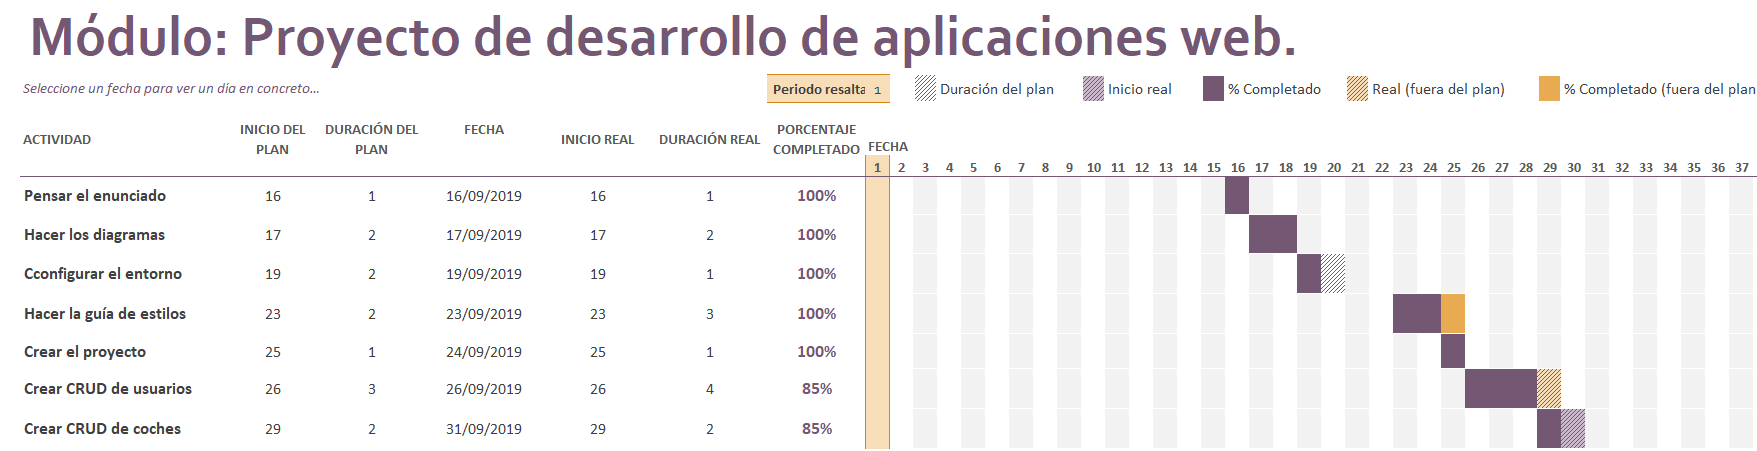 Módulo: Proyecto de desarrollo de aplicaciones web.
Seleccione un fecha para ver un día en concreto... Periodo resalta 1 Duración del plan Inicio real % Completado Real (fuera del plan) % Completado (fuera del plan
ACTIVIDAD INICIO DEL PLAN DURACIÓN DEL PLAN FECHA INICIO REAL DURACIÓN REAL PORCENTAJE COMPLETADO FECHA
1 2 3 4 5 6 7 8 9 10 11 12 13 14 15 16 17 18 19 20 21 22 23 24 25 26 27 28 29 30 31 32 33 34 35 36 37
Pensar el enunciado 16 1 16/09/2019 16 1 100%
Hacer los diagramas 17 2 17/09/2019 17 2 100%
Cconfigurar el entorno 19 2 19/09/2019 19 1 100%
Hacer la guía de estilos 23 2 23/09/2019 23 3 100%
Crear el proyecto 25 1 24/09/2019 25 1 100%
Crear CRUD de usuarios 26 3 26/09/2019 26 4 85%
Crear CRUD de coches 29 2 31/09/2019 29 2 85%